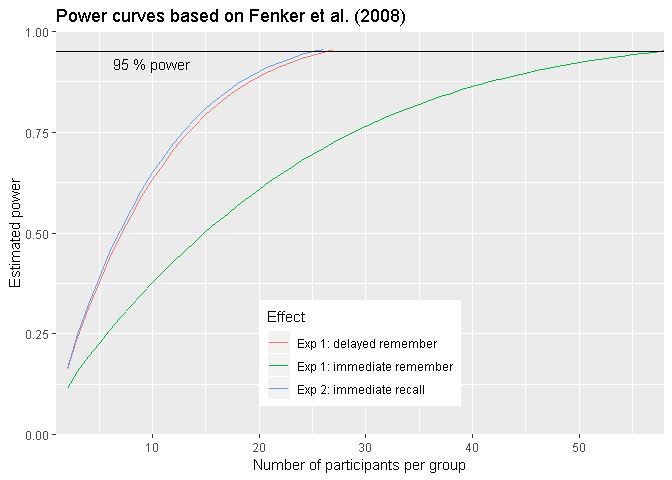 Power curves based on Fenker et al. (2008)
1.00
95 % power
0.75
Estimated power
0.50
0.25
Effect
Exp 1: delayed remember
Exp 1: immediate remember
Exp 2: immediate recall
0.00
10 20 30 40 50
Number of participants per group